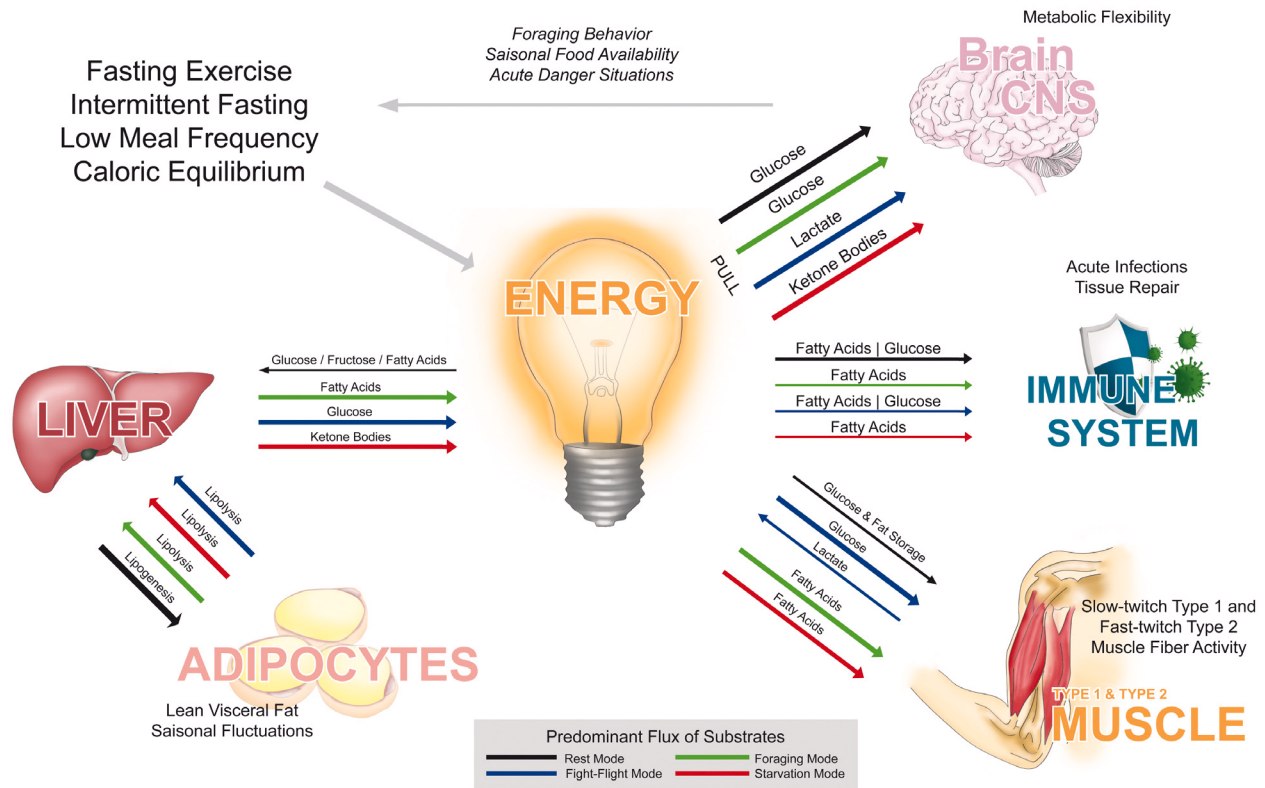 Metabolic Flexibility
Brain
CNS
Foraging Behavior
Saisonal Food Availability
Acute Danger Situations
Fasting Exercise
Intermittent Fasting
Low Meal Frequency
Caloric Equilibrium
Glucose
Glucose
Lactate
Ketone Bodies
PULL
ENERGY
Acute Infections
Tissue Repair
IMMUNE
SYSTEM
Fatty Acids | Glucose
Fatty Acids
Fatty Acids | Glucose
Fatty Acids
Glucose / Fructose / Fatty Acids
Fatty Acids
Glucose
Ketone Bodies
LIVER
Lipolysis
Lipolysis
Lipolysis
Lipogenesis
Glucose & Fat Storage
Glucose
Lactate
Fatty Acids
Fatty Acids
Slow-twitch Type 1 and
Fast-twitch Type 2
Muscle Fiber Activity
TYPE 1 & TYPE 2
MUSCLE
ADIPOCYTES
Lean Visceral Fat
Saisonal Fluctuations
Predominant Flux of Substrates
Rest Mode
Foraging Mode
Fight-Flight Mode
Starvation Mode